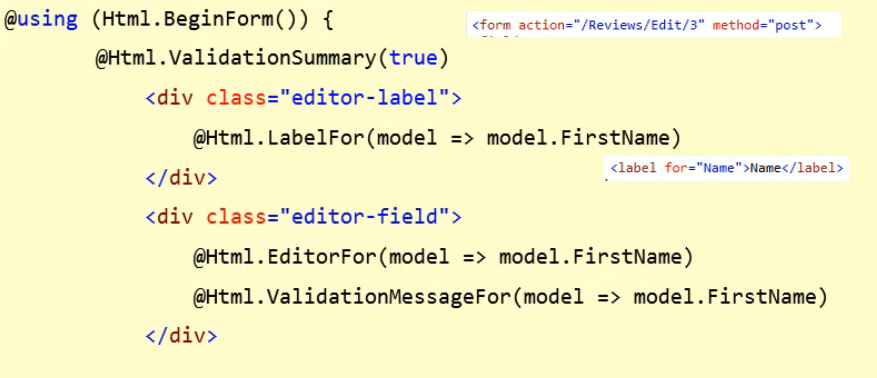 @using (Html.BeginForm()) {
<form action="/Reviews/Edit/3" method="post">
@Html.ValidationSummary(true)
<div class="editor-label">
@Html.LabelFor(model => model.FirstName)
<label for="Name">Name</label>
</div>
<div class="editor-field">
@Html.EditorFor(model => model.FirstName)
@Html.ValidationMessageFor(model => model.FirstName)
</div>